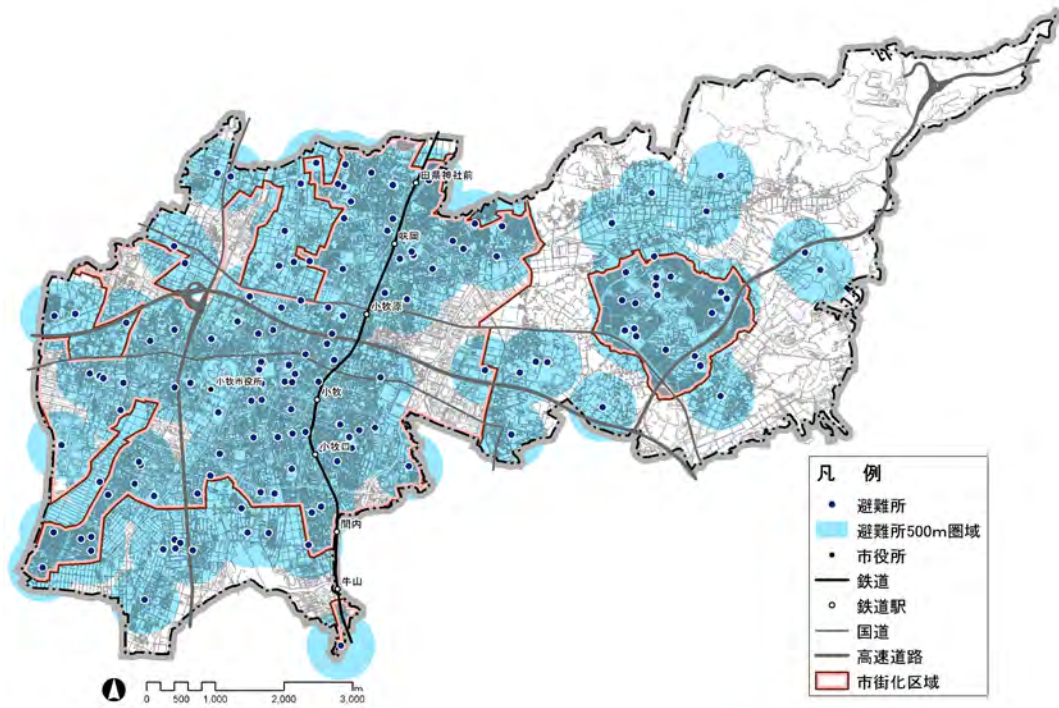 田県神社前
味岡
小牧原
小牧市役所
小牧
小牧口
間内
牛山
凡 例
避難所
避難所500m圏域
市役所
鉄道
鉄道駅
国道
高速道路
市街化区域
0 500 1,000 2,000 3,000
m